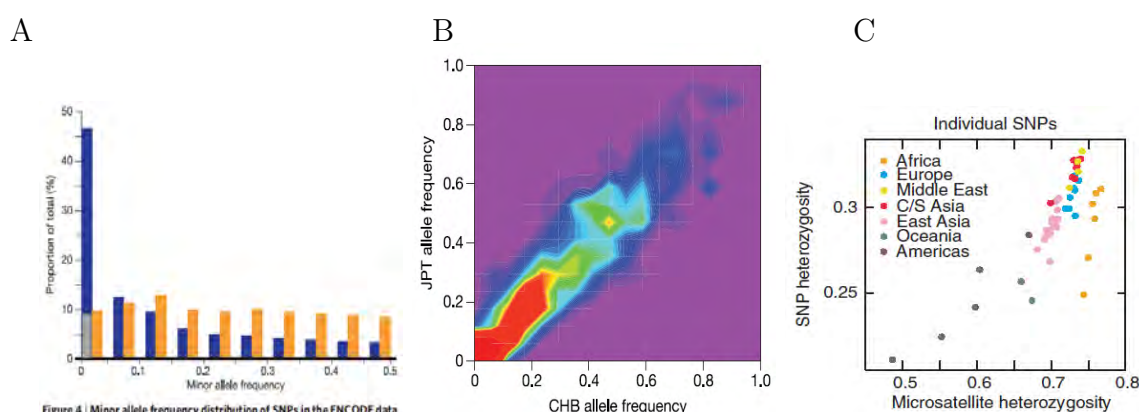 A
50
40
30
20
10
0
Proportion of total (%)
0
0.1
0.2
0.3
0.4
0.5
Minor allele frequency
Figure 4 | Minor allele frequency distribution of SNPs in the ENCODE data
B
1.0
0.8
0.6
0.4
0.2
0
JPT allele frequency
0
0.2
0.4
0.6
0.8
1.0
CHB allele frequency
C
Individual SNPs
Africa
Europe
Middle East
C/S Asia
East Asia
Oceania
Americas
0.3
0.25
SNP heterozygosity
0.5
0.6
0.7
0.8
Microsatellite heterozygosity